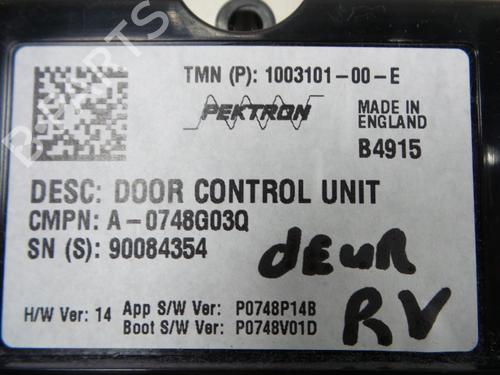 TMN (P): 1003101-00-E
PEKTRON
MADE IN
ENGLAND
B4915
DESC: DOOR CONTROL UNIT
CMPN: A-0748G03Q
SN (S): 90084354
deur
RV
H/W Ver: 14
App S/W Ver: P0748P14B
Boot S/W Ver: P0748V01D